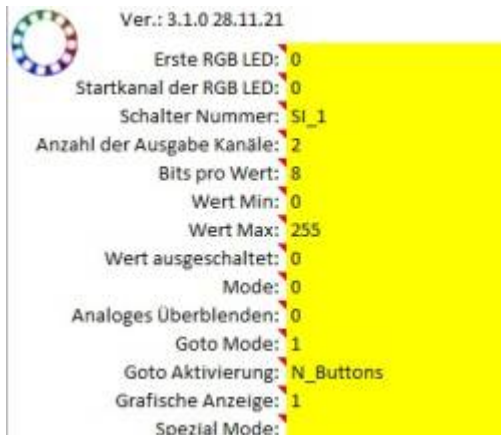 Ver.: 3.1.0 28.11.21
Erste RGB LED: 0
Startkanal der RGB LED: 0
Schalter Nummer: SI_1
Anzahl der Ausgabe Kanäle: 2
Bits pro Wert: 8
Wert Min: 0
Wert Max: 255
Wert ausgeschaltet: 0
Mode: 0
Analoges Überblenden: 0
Goto Mode: 1
Goto Aktivierung: N_Buttons
Grafische Anzeige: 1
Spezial Mode: